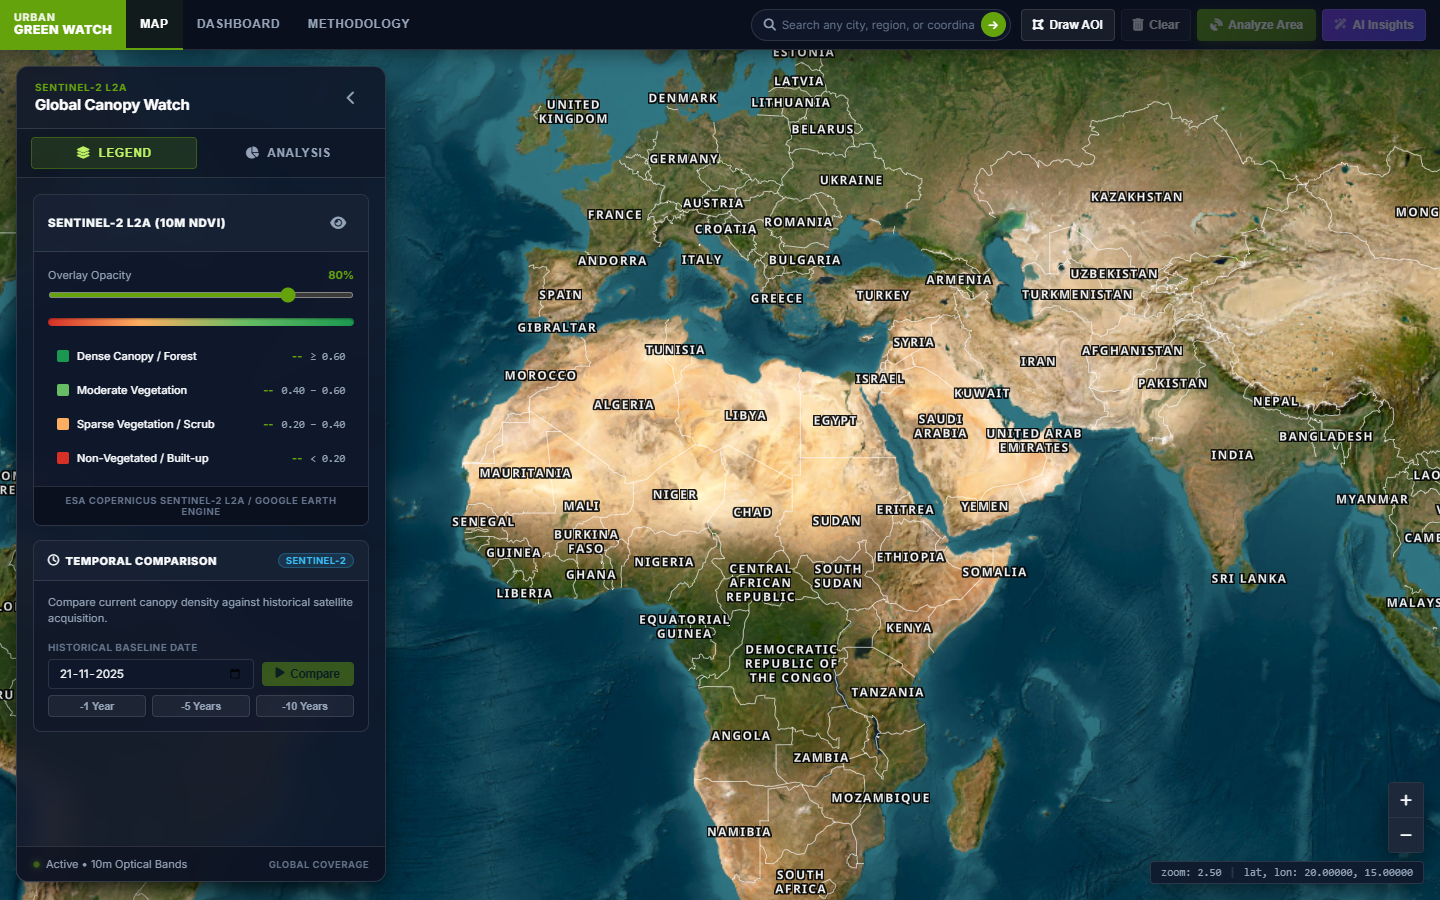 URBAN
GREEN WATCH
MAP
DASHBOARD
METHODOLOGY
Search any city, region, or coordina
Draw AOI
Clear
Analyze Area
AI Insights
SENTINEL-2 L2A
Global Canopy Watch
LEGEND
ANALYSIS
SENTINEL-2 L2A (10M NDVI)
Overlay Opacity
80%
Dense Canopy / Forest
-- ≥ 0.60
Moderate Vegetation
-- 0.40 – 0.60
Sparse Vegetation / Scrub
-- 0.20 – 0.40
Non-Vegetated / Built-up
-- < 0.20
ESA COPERNICUS SENTINEL-2 L2A / GOOGLE EARTH
ENGINE
TEMPORAL COMPARISON
SENTINEL-2
Compare current canopy density against historical satellite
acquisition.
HISTORICAL BASELINE DATE
21-11-2025
Compare
-1 Year
-5 Years
-10 Years
Active • 10m Optical Bands
GLOBAL COVERAGE
ESTONIA
LATVIA
DENMARK
LITHUANIA
UNITED
KINGDOM
BELARUS
GERMANY
UKRAINE
KAZAKHSTAN
AUSTRIA
FRANCE
MONG
ROMANIA
CROATIA
ANDORRA
ITALY
BULGARIA
UZBEKISTAN
ARMENIA
SPAIN
GREECE
TURKEY
TURKMENISTAN
GIBRALTAR
TUNISIA
SYRIA
AFGHANISTAN
IRAN
MOROCCO
ISRAEL
PAKISTAN
KUWAIT
ALGERIA
NEPAL
LIBYA
EGYPT
SAUDI
ARABIA
UNITED ARAB
EMIRATES
BANGLADESH
INDIA
MAURITANIA
LAO
NIGER
MYANMAR
MALI
CHAD
ERITREA
YEMEN
SENEGAL
SUDAN
BURKINA
FASO
CAMB
GUINEA
ETHIOPIA
NIGERIA
GHANA
CENTRAL
AFRICAN
REPUBLIC
SOUTH
SUDAN
SOMALIA
SRI LANKA
LIBERIA
MALAYS
EQUATORIAL
GUINEA
KENYA
DEMOCRATIC
REPUBLIC OF
THE CONGO
TANZANIA
ANGOLA
ZAMBIA
MOZAMBIQUE
NAMIBIA
SOUTH
AFRICA
+
−
zoom: 2.50 | lat, lon: 20.00000, 15.00000